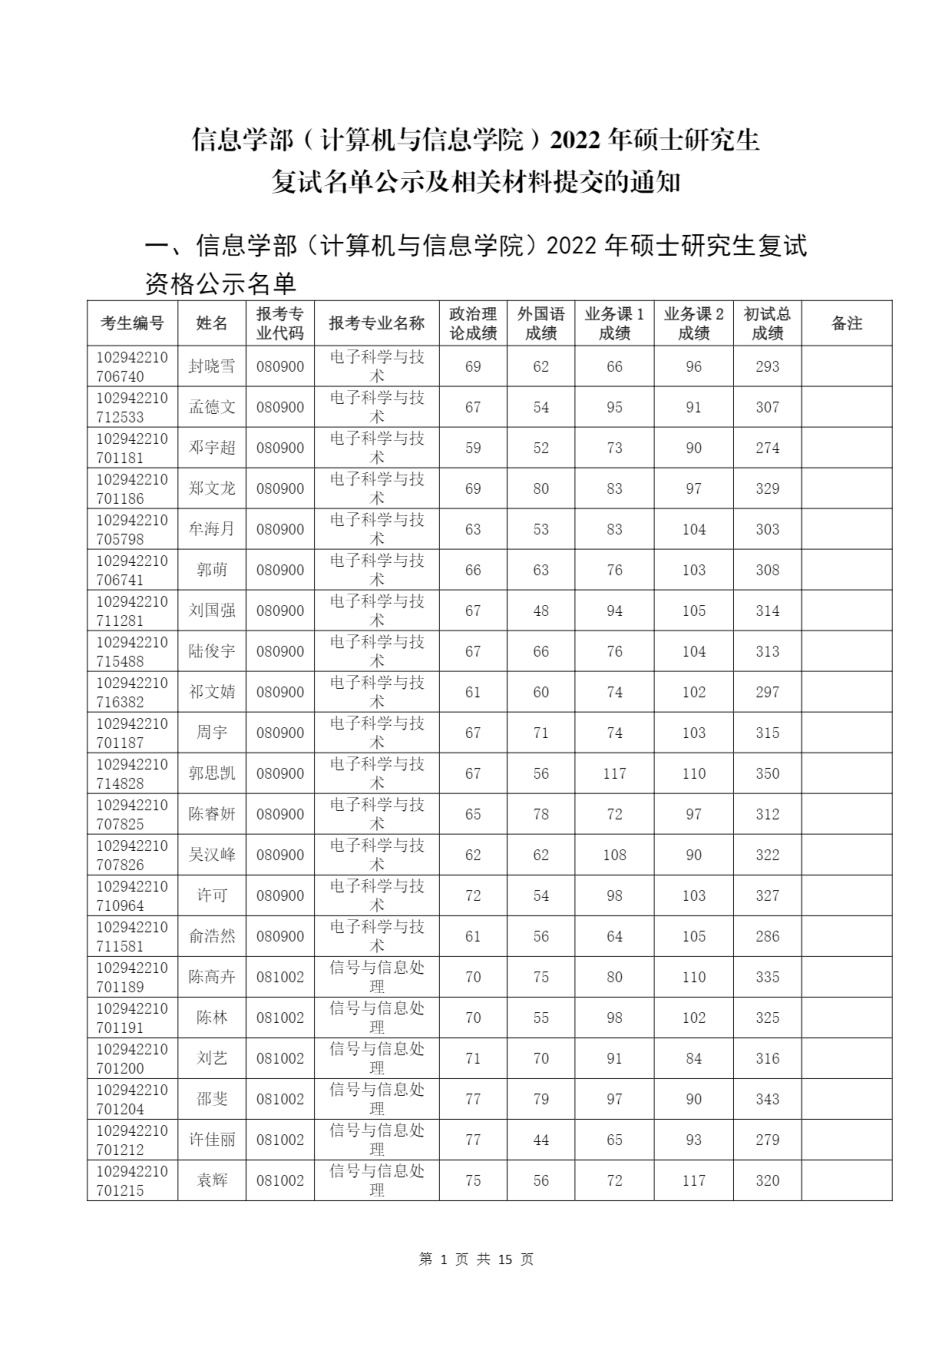 信息学部（计算机与信息学院）2022 年硕士研究生
复试名单公示及相关材料提交的通知
一、信息学部（计算机与信息学院）2022 年硕士研究生复试
资格公示名单
考生编号 姓名 报考专业代码 报考专业名称 政治理论成绩 外国语成绩 业务课 1 成绩 业务课 2 成绩 初试总成绩 备注
102942210706740 封晓雪 080900 电子科学与技术 69 62 66 96 293
102942210712533 孟德文 080900 电子科学与技术 67 54 95 91 307
102942210701181 邓宇超 080900 电子科学与技术 59 52 73 90 274
102942210701186 郑文龙 080900 电子科学与技术 69 80 83 97 329
102942210705798 牟海月 080900 电子科学与技术 63 53 83 104 303
102942210706741 郭萌 080900 电子科学与技术 66 63 76 103 308
102942210711281 刘国强 080900 电子科学与技术 67 48 94 105 314
102942210715488 陆俊宇 080900 电子科学与技术 67 66 76 104 313
102942210716382 祁文婧 080900 电子科学与技术 61 60 74 102 297
102942210701187 周宇 080900 电子科学与技术 67 71 74 103 315
102942210714828 郭思凯 080900 电子科学与技术 67 56 117 110 350
102942210707825 陈睿妍 080900 电子科学与技术 65 78 72 97 312
102942210707826 吴汉峰 080900 电子科学与技术 62 62 108 90 322
102942210710964 许可 080900 电子科学与技术 72 54 98 103 327
102942210711581 俞浩然 080900 电子科学与技术 61 56 64 105 286
102942210701189 陈高卉 081002 信号与信息处理 70 75 80 110 335
102942210701191 陈林 081002 信号与信息处理 70 55 98 102 325
102942210701200 刘艺 081002 信号与信息处理 71 70 91 84 316
102942210701204 邵斐 081002 信号与信息处理 77 79 97 90 343
102942210701212 许佳丽 081002 信号与信息处理 77 44 65 93 279
102942210701215 袁辉 081002 信号与信息处理 75 56 72 117 320
第 1 页 共 15 页